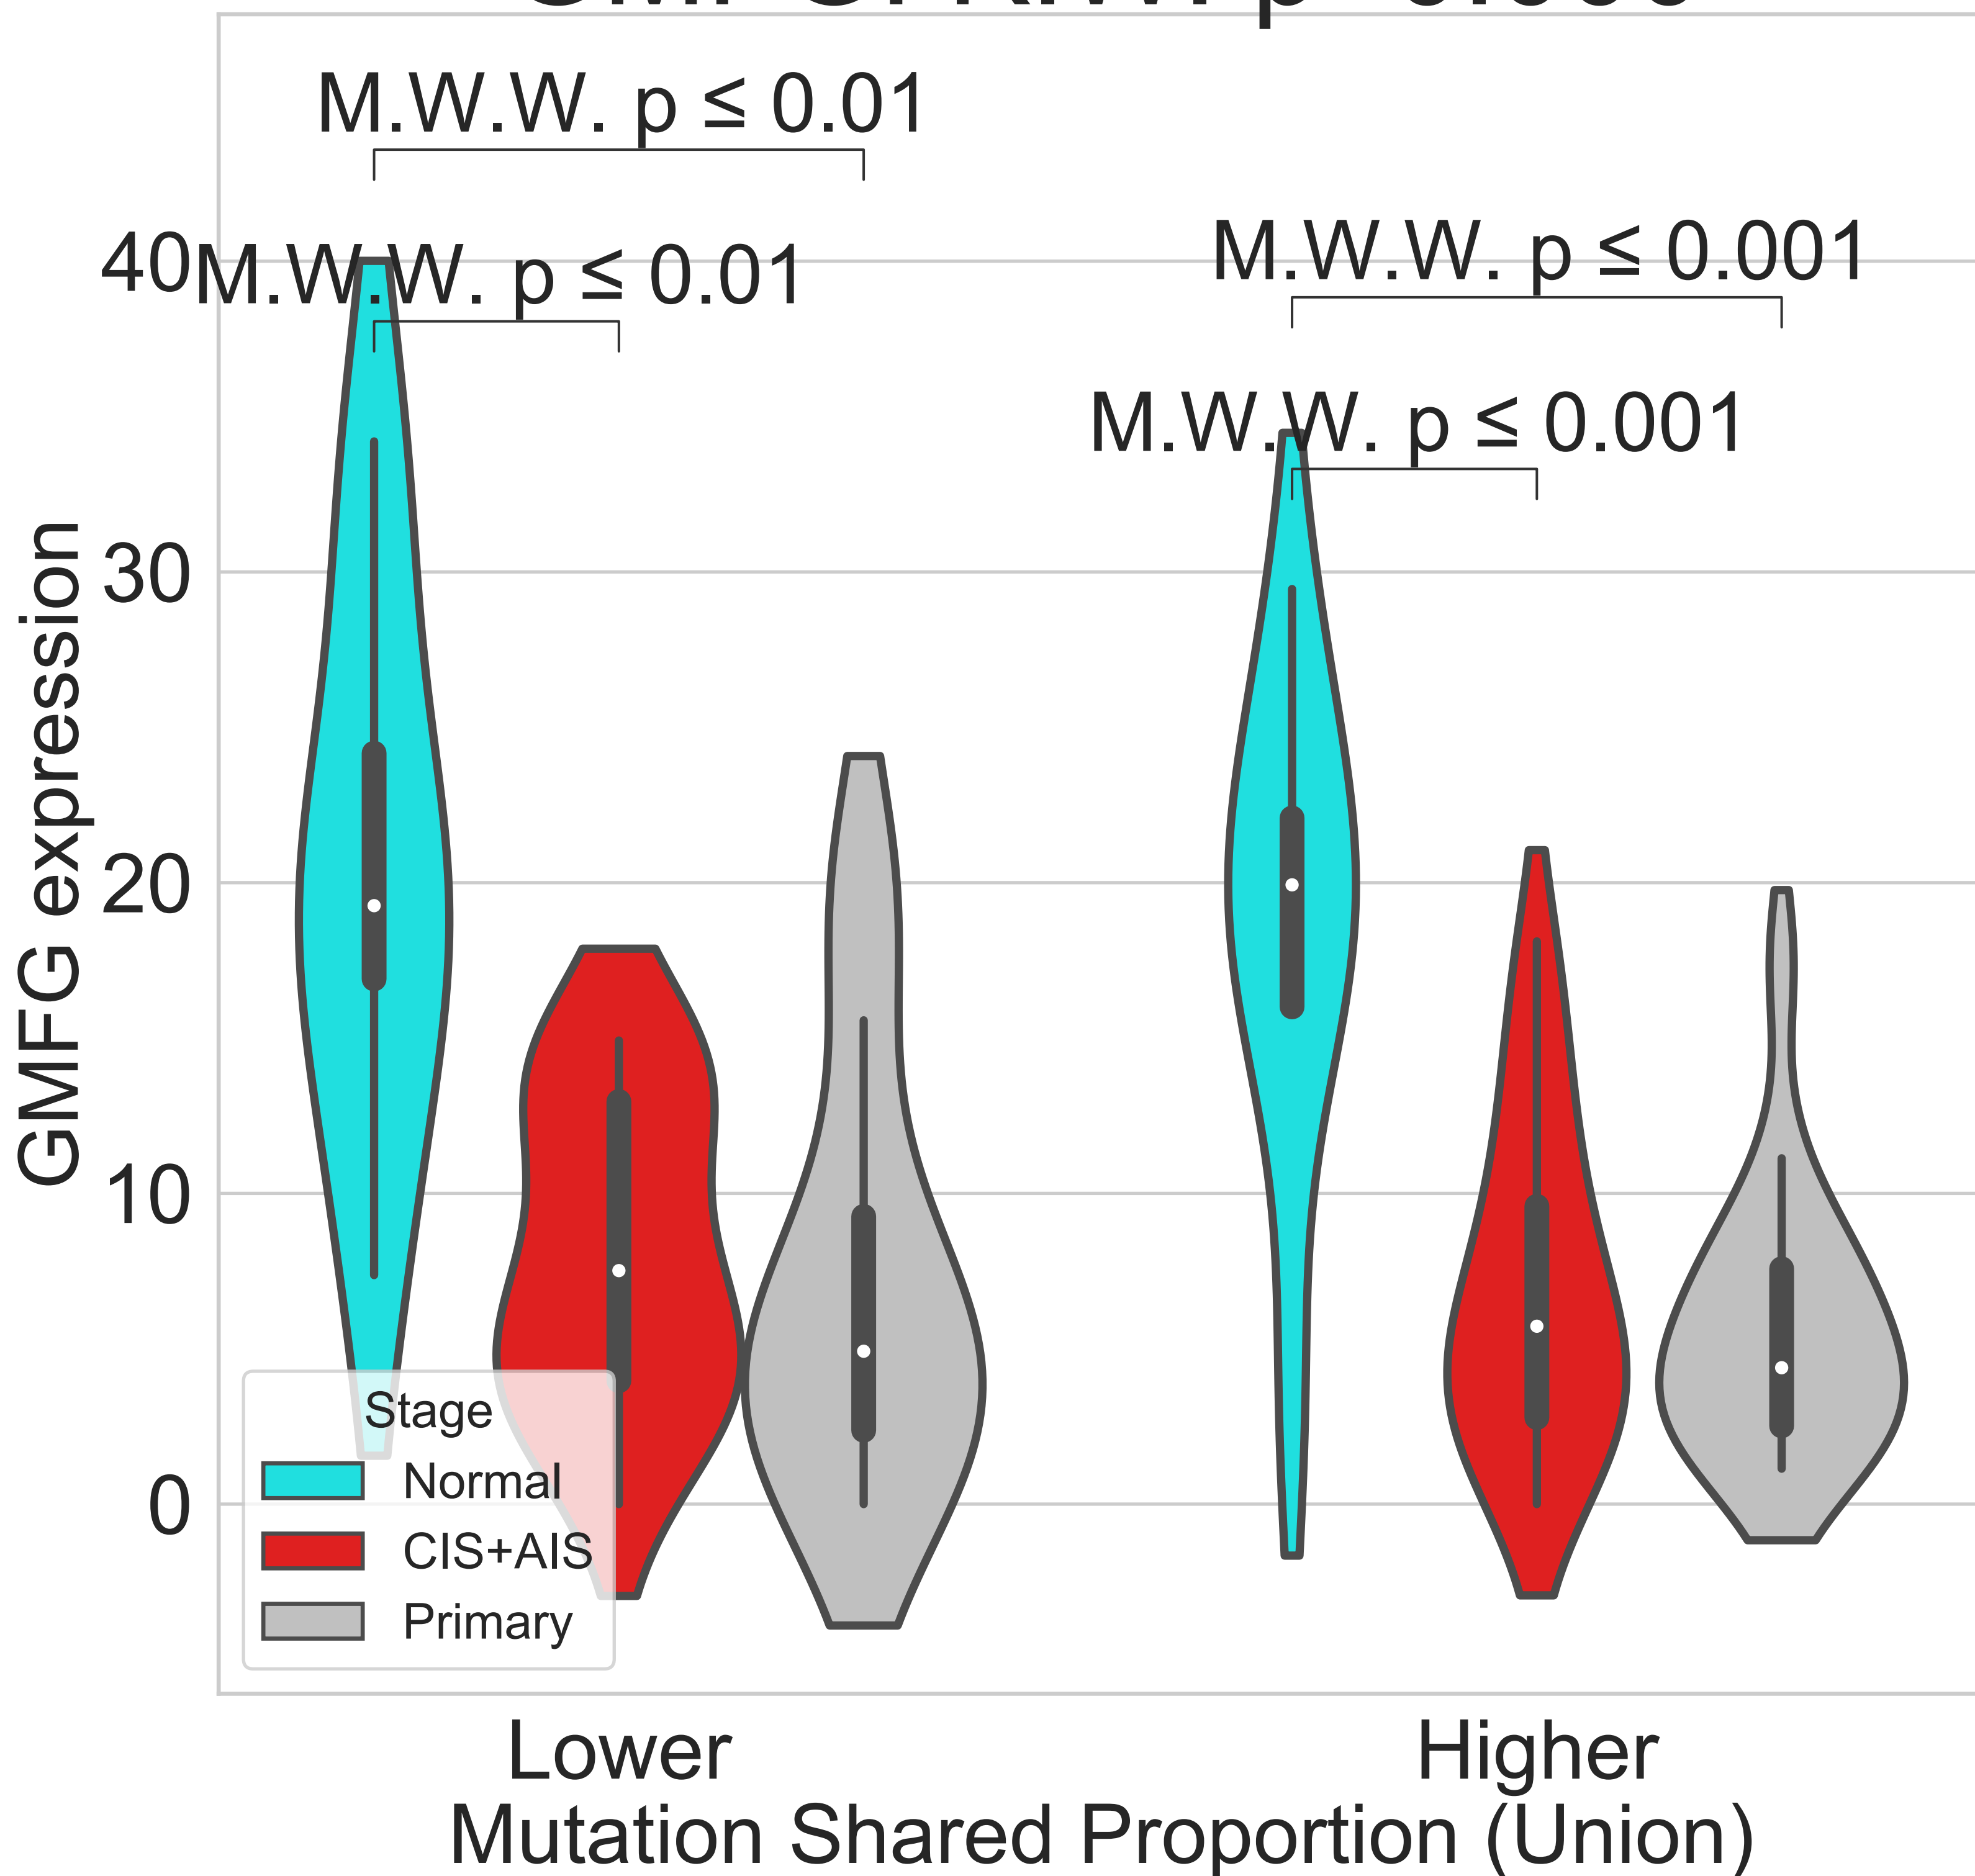 M.W.W. p ≤ 0.01
40
M.W.W. p ≤ 0.01
M.W.W. p ≤ 0.001
M.W.W. p ≤ 0.001
GMFG expression
30
20
10
0
Stage
Normal
CIS+AIS
Primary
Lower
Higher
Mutation Shared Proportion (Union)